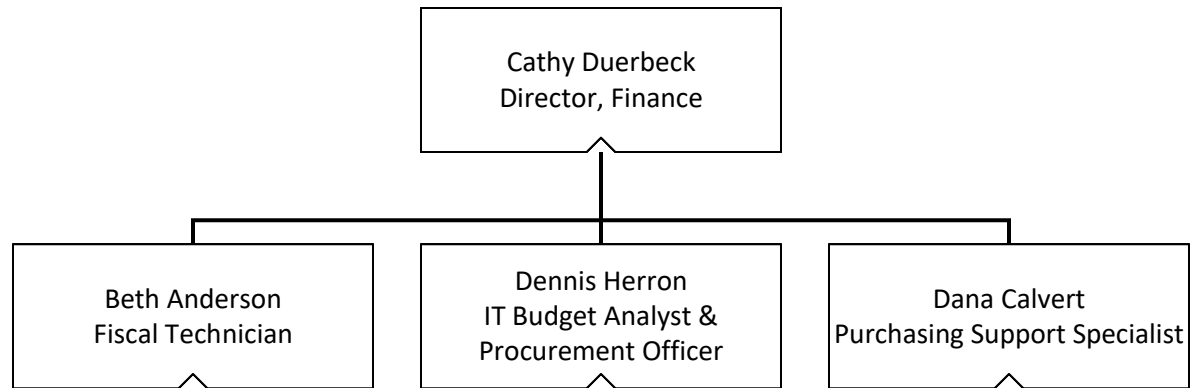 Cathy Duerbeck
Director, Finance
Beth Anderson
Fiscal Technician
Dennis Herron
IT Budget Analyst &
Procurement Officer
Dana Calvert
Purchasing Support Specialist